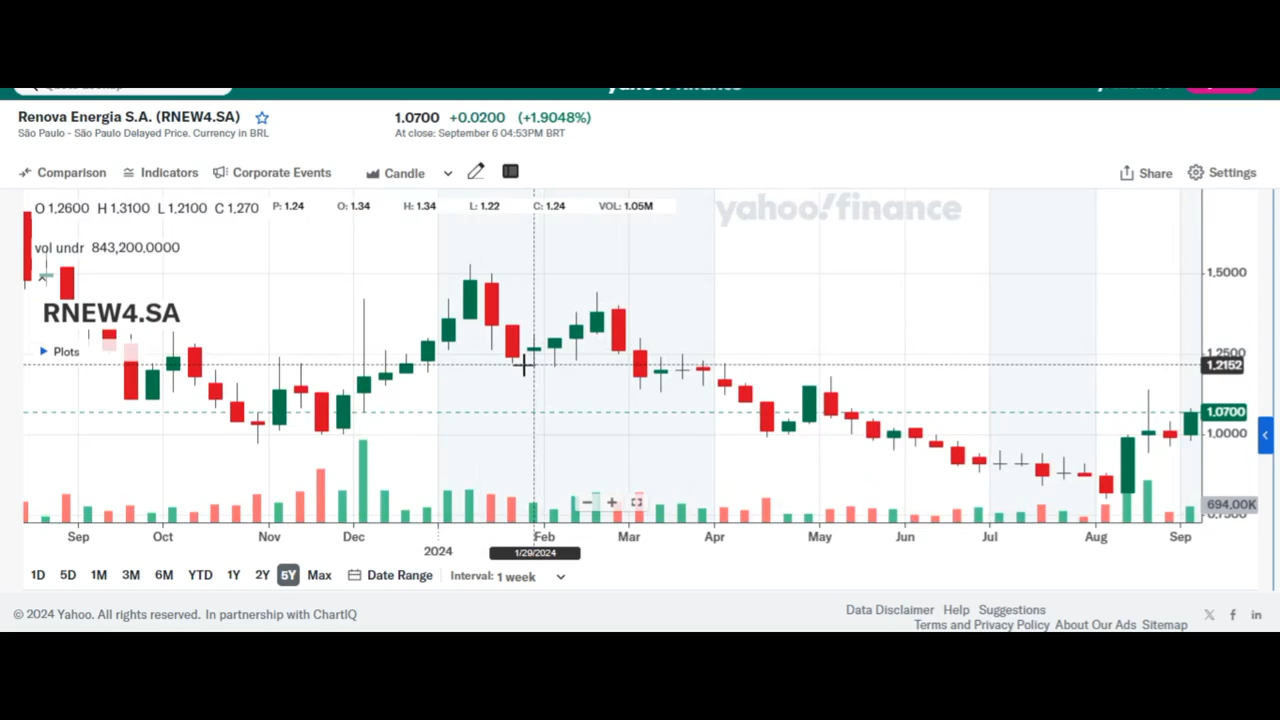 Renova Energia S.A. (RNEW4.SA)
São Paulo - São Paulo Delayed Price. Currency in BRL
1.0700 +0.0200 (+1.9048%)
At close: September 6 04:53PM BRT
Comparison Indicators Corporate Events Candle Share Settings
O 1,2600 H 1,3100 L 1,2100 C 1,270 P: 1.24 O: 1.34 H: 1.34 L: 1.22 C: 1.24 VOL: 1.05M
yahoo!finance
vol undr 843,200.0000
RNEW4.SA
Plots
1,5000
1,2500
1,2152
1,0700
1,0000
694,00K
Sep Oct Nov Dec Feb Mar Apr May Jun Jul Aug Sep
2024 1/29/2024
1D 5D 1M 3M 6M YTD 1Y 2Y 5Y Max Date Range Interval: 1 week
© 2024 Yahoo. All rights reserved. In partnership with ChartIQ
Data Disclaimer Help Suggestions
Terms and Privacy Policy About Our Ads Sitemap